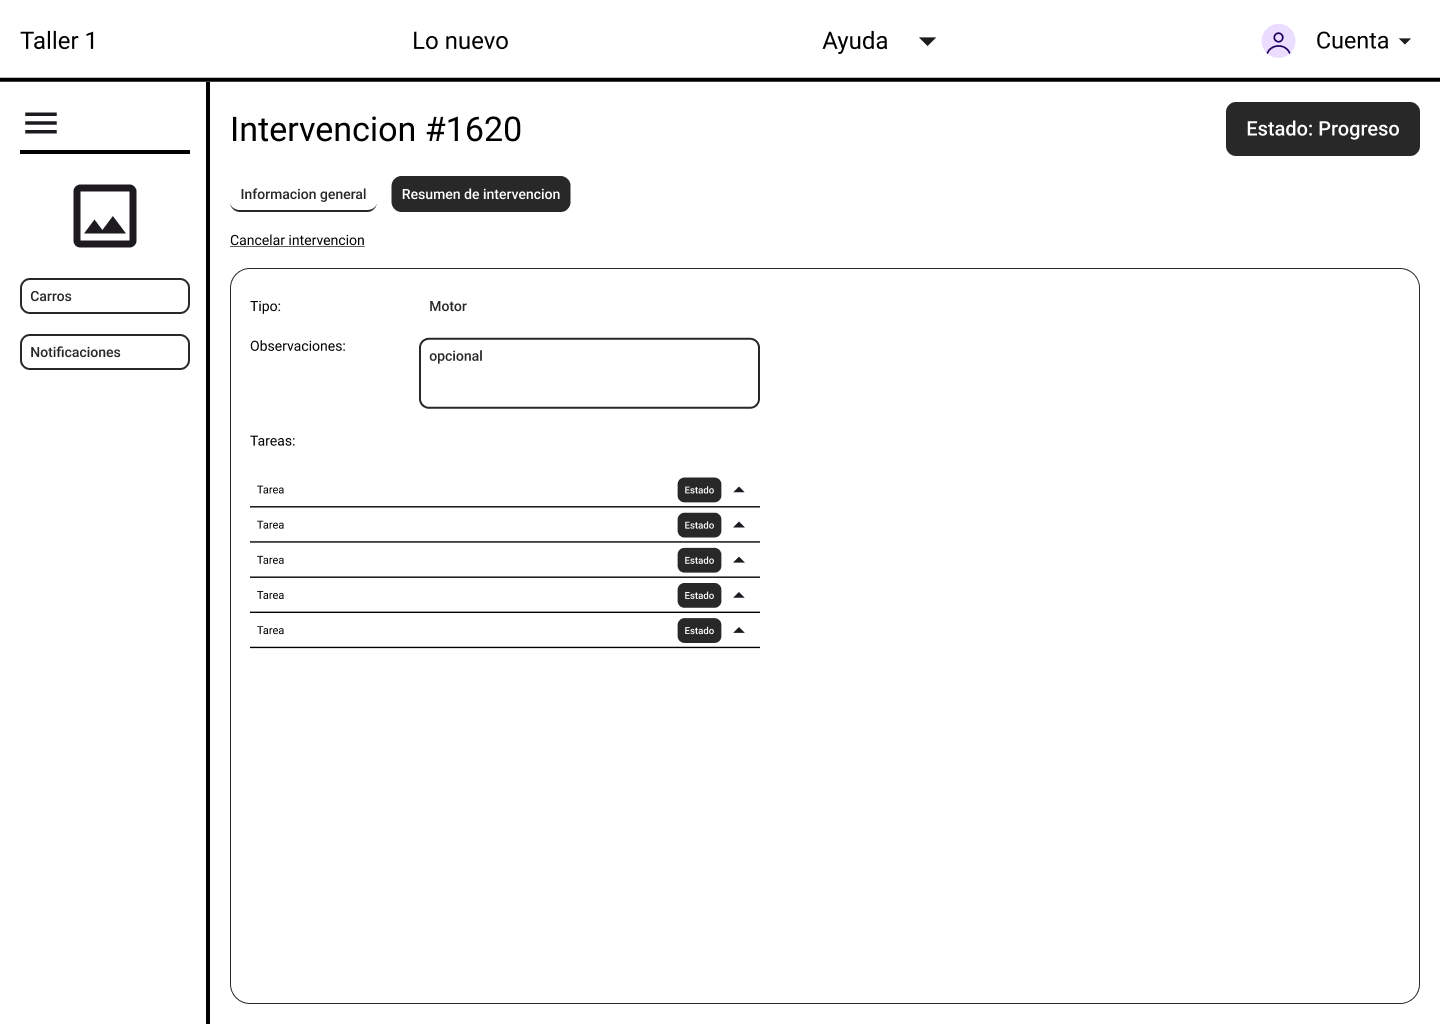 Taller 1
Lo nuevo
Ayuda
Cuenta
Intervencion #1620
Estado: Progreso
Informacion general
Resumen de intervencion
Cancelar intervencion
Carros
Notificaciones
Tipo:
Motor
Observaciones:
opcional
Tareas:
Tarea
Estado
Tarea
Estado
Tarea
Estado
Tarea
Estado
Tarea
Estado